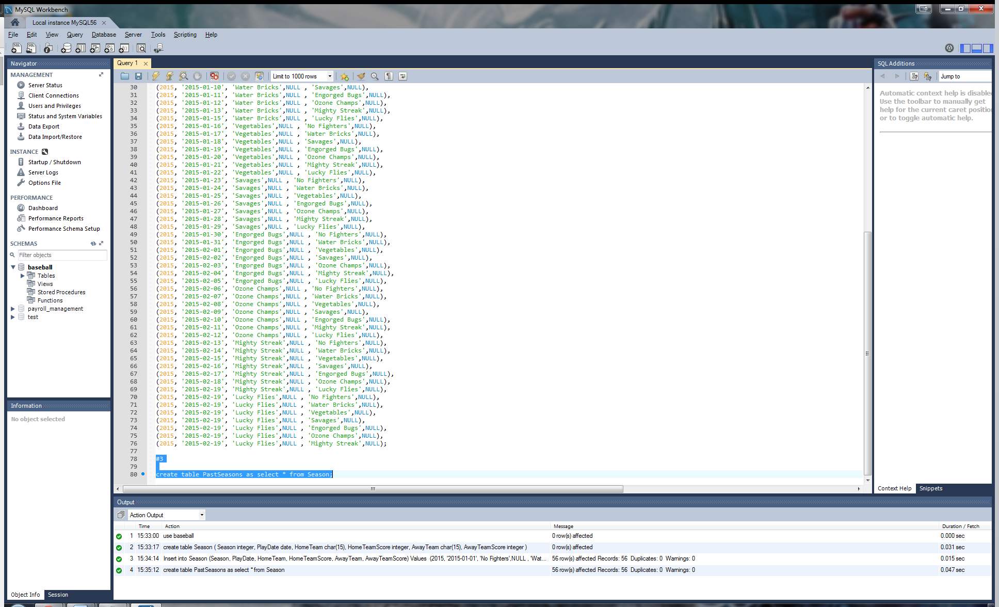 MySQL Workbench
Local instance MySQL56
File Edit View Query Database Server Tools Scripting Help
Navigator
MANAGEMENT
Server Status
Client Connections
Users and Privileges
Status and System Variables
Data Export
Data Import/Restore
INSTANCE
Startup / Shutdown
Server Logs
Options File
PERFORMANCE
Dashboard
Performance Reports
Performance Schema Setup
SCHEMAS
Filter objects
baseball
Tables
Views
Stored Procedures
Functions
payroll_management
test
Information
No object selected
Object Info Session
Query 1
Limit to 1000 rows
30 (2015, '2015-01-10', 'Water Bricks',NULL , 'Savages',NULL),
31 (2015, '2015-01-11', 'Water Bricks',NULL , 'Engorged Bugs',NULL),
32 (2015, '2015-01-12', 'Water Bricks',NULL , 'Ozone Champs',NULL),
33 (2015, '2015-01-13', 'Water Bricks',NULL , 'Mighty Streak',NULL),
34 (2015, '2015-01-15', 'Water Bricks',NULL , 'Lucky Flies',NULL),
35 (2015, '2015-01-16', 'Vegetables',NULL , 'No Fighters',NULL),
36 (2015, '2015-01-17', 'Vegetables',NULL , 'Water Bricks',NULL),
37 (2015, '2015-01-18', 'Vegetables',NULL , 'Savages',NULL),
38 (2015, '2015-01-19', 'Vegetables',NULL , 'Engorged Bugs',NULL),
39 (2015, '2015-01-20', 'Vegetables',NULL , 'Ozone Champs',NULL),
40 (2015, '2015-01-21', 'Vegetables',NULL , 'Mighty Streak',NULL),
41 (2015, '2015-01-22', 'Vegetables',NULL , 'Lucky Flies',NULL),
42 (2015, '2015-01-23', 'Savages',NULL , 'No Fighters',NULL),
43 (2015, '2015-01-24', 'Savages',NULL , 'Water Bricks',NULL),
44 (2015, '2015-01-25', 'Savages',NULL , 'Vegetables',NULL),
45 (2015, '2015-01-26', 'Savages',NULL , 'Engorged Bugs',NULL),
46 (2015, '2015-01-27', 'Savages',NULL , 'Ozone Champs',NULL),
47 (2015, '2015-01-28', 'Savages',NULL , 'Mighty Streak',NULL),
48 (2015, '2015-01-29', 'Savages',NULL , 'Lucky Flies',NULL),
49 (2015, '2015-01-30', 'Engorged Bugs',NULL , 'No Fighters',NULL),
50 (2015, '2015-01-31', 'Engorged Bugs',NULL , 'Water Bricks',NULL),
51 (2015, '2015-02-01', 'Engorged Bugs',NULL , 'Vegetables',NULL),
52 (2015, '2015-02-02', 'Engorged Bugs',NULL , 'Savages',NULL),
53 (2015, '2015-02-03', 'Engorged Bugs',NULL , 'Ozone Champs',NULL),
54 (2015, '2015-02-04', 'Engorged Bugs',NULL , 'Mighty Streak',NULL),
55 (2015, '2015-02-05', 'Engorged Bugs',NULL , 'Lucky Flies',NULL),
56 (2015, '2015-02-06', 'Ozone Champs',NULL , 'No Fighters',NULL),
57 (2015, '2015-02-07', 'Ozone Champs',NULL , 'Water Bricks',NULL),
58 (2015, '2015-02-08', 'Ozone Champs',NULL , 'Vegetables',NULL),
59 (2015, '2015-02-09', 'Ozone Champs',NULL , 'Savages',NULL),
60 (2015, '2015-02-10', 'Ozone Champs',NULL , 'Engorged Bugs',NULL),
61 (2015, '2015-02-11', 'Ozone Champs',NULL , 'Mighty Streak',NULL),
62 (2015, '2015-02-12', 'Ozone Champs',NULL , 'Lucky Flies',NULL),
63 (2015, '2015-02-13', 'Mighty Streak',NULL , 'No Fighters',NULL),
64 (2015, '2015-02-14', 'Mighty Streak',NULL , 'Water Bricks',NULL),
65 (2015, '2015-02-15', 'Mighty Streak',NULL , 'Vegetables',NULL),
66 (2015, '2015-02-16', 'Mighty Streak',NULL , 'Savages',NULL),
67 (2015, '2015-02-17', 'Mighty Streak',NULL , 'Engorged Bugs',NULL),
68 (2015, '2015-02-18', 'Mighty Streak',NULL , 'Ozone Champs',NULL),
69 (2015, '2015-02-19', 'Mighty Streak',NULL , 'Lucky Flies',NULL),
70 (2015, '2015-02-19', 'Lucky Flies',NULL , 'No Fighters',NULL),
71 (2015, '2015-02-19', 'Lucky Flies',NULL , 'Water Bricks',NULL),
72 (2015, '2015-02-19', 'Lucky Flies',NULL , 'Vegetables',NULL),
73 (2015, '2015-02-19', 'Lucky Flies',NULL , 'Savages',NULL),
74 (2015, '2015-02-19', 'Lucky Flies',NULL , 'Engorged Bugs',NULL),
75 (2015, '2015-02-19', 'Lucky Flies',NULL , 'Ozone Champs',NULL),
76 (2015, '2015-02-19', 'Lucky Flies',NULL , 'Mighty Streak',NULL);
77
78 #3
79
80 create table PastSeasons as select * from Season;
SQL Additions
Jump to
Automatic context help is disable
Use the toolbar to manually get
help for the current caret positio
or to toggle automatic help.
Context Help Snippets
Output
Action Output
Time Action Message Duration / Fetch
1 15:33:00 use baseball 0 row(s) affected 0.000 sec
2 15:33:17 create table Season ( Season integer, PlayDate date, HomeTeam char(15), HomeTeamScore integer, AwayTeam char(15), AwayTeamScore integer ) 0 row(s) affected 0.031 sec
3 15:34:14 Insert into Season (Season, PlayDate, HomeTeam, HomeTeamScore, AwayTeam, AwayTeamScore) Values (2015, '2015-01-01', 'No Fighters',NULL , 'Wat... 56 row(s) affected Records: 56 Duplicates: 0 Warnings: 0 0.015 sec
4 15:35:12 create table PastSeasons as select * from Season 56 row(s) affected Records: 56 Duplicates: 0 Warnings: 0 0.047 sec